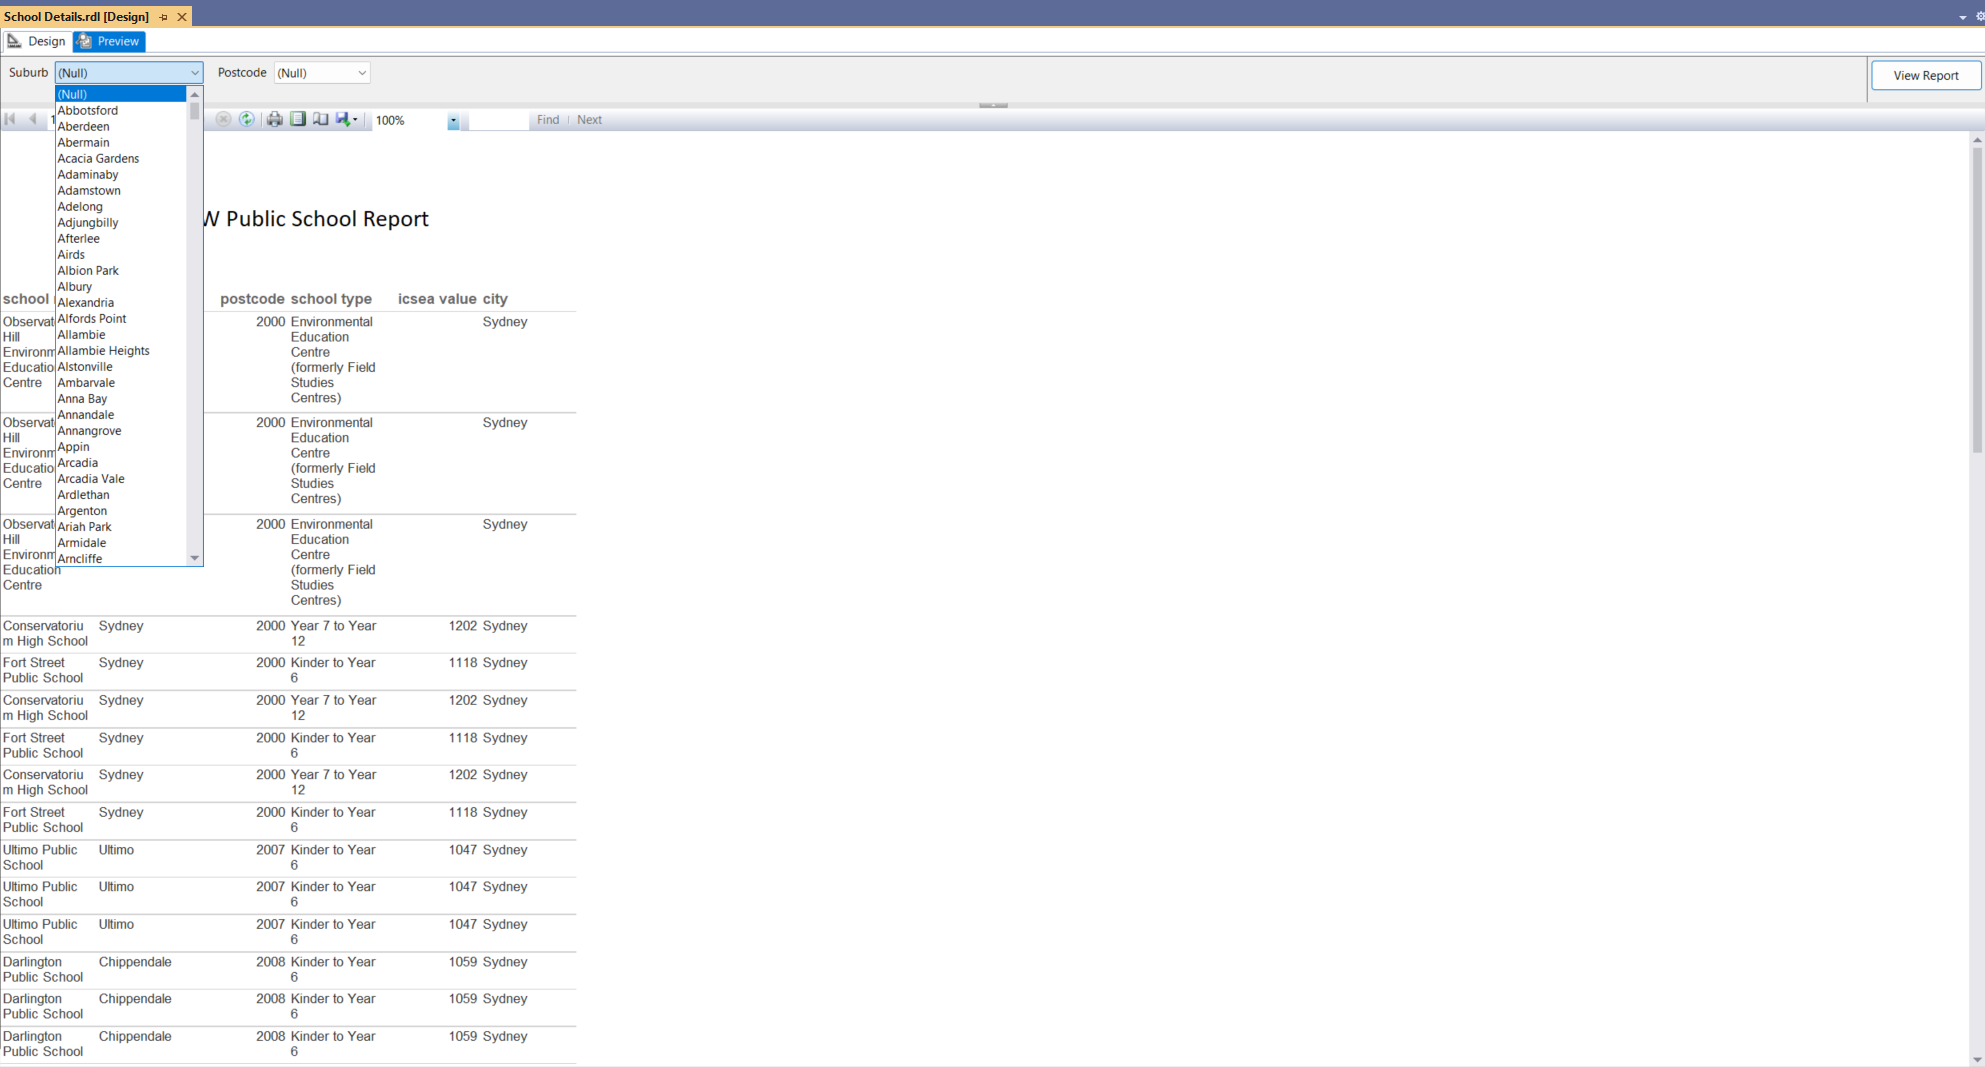 School Details.rdl [Design]
Design Preview
Suburb (Null) Postcode (Null) View Report
(Null)
Abbotsford
Aberdeen
Abermain
Acacia Gardens
Adaminaby
Adamstown
Adelong
Adjungbilly
Afterlee
Airds
Albion Park
Albury
Alexandria
Alfords Point
Allambie
Allambie Heights
Alstonville
Ambarvale
Anna Bay
Annandale
Annangrove
Appin
Arcadia
Arcadia Vale
Ardlethan
Argenton
Ariah Park
Armidale
Arncliffe
1 100% Find | Next
W Public School Report
school postcode school type icsea value city
Observat 2000 Environmental Sydney
Hill Education
Environm Centre
Educatio (formerly Field
Centre Studies
Centres)
Observat 2000 Environmental Sydney
Hill Education
Environm Centre
Educatio (formerly Field
Centre Studies
Centres)
Observat 2000 Environmental Sydney
Hill Education
Environm Centre
Education (formerly Field
Centre Studies
Centres)
Conservatoriu Sydney 2000 Year 7 to Year 1202 Sydney
m High School 12
Fort Street Sydney 2000 Kinder to Year 1118 Sydney
Public School 6
Conservatoriu Sydney 2000 Year 7 to Year 1202 Sydney
m High School 12
Fort Street Sydney 2000 Kinder to Year 1118 Sydney
Public School 6
Conservatoriu Sydney 2000 Year 7 to Year 1202 Sydney
m High School 12
Fort Street Sydney 2000 Kinder to Year 1118 Sydney
Public School 6
Ultimo Public Ultimo 2007 Kinder to Year 1047 Sydney
School 6
Ultimo Public Ultimo 2007 Kinder to Year 1047 Sydney
School 6
Ultimo Public Ultimo 2007 Kinder to Year 1047 Sydney
School 6
Darlington Chippendale 2008 Kinder to Year 1059 Sydney
Public School 6
Darlington Chippendale 2008 Kinder to Year 1059 Sydney
Public School 6
Darlington Chippendale 2008 Kinder to Year 1059 Sydney
Public School 6